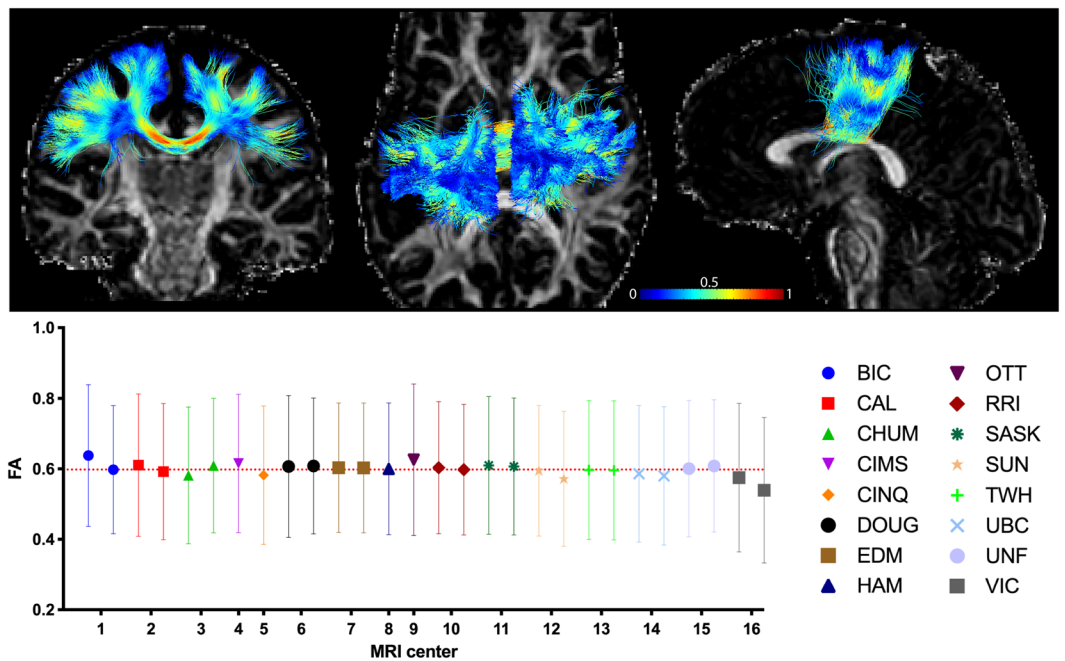 0 0.5 1
1.0
0.8
0.6
0.4
0.2
FA
1 2 3 4 5 6 7 8 9 10 11 12 13 14 15 16
MRI center
BIC
CAL
CHUM
CIMS
CINQ
DOUG
EDM
HAM
OTT
RRI
SASK
SUN
TWH
UBC
UNF
VIC